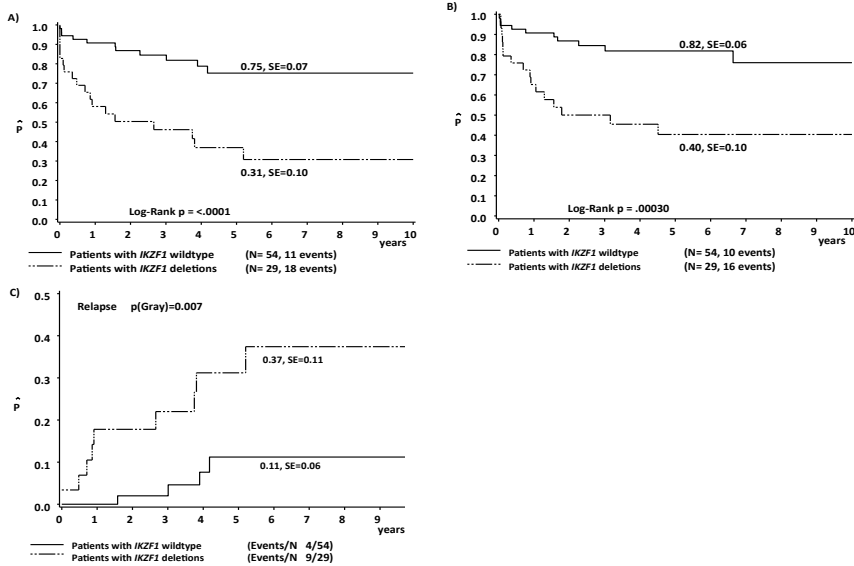 A)
1.0
0.9
0.8
0.7
0.6
0.5
0.4
0.3
0.2
0.1
0.0
P̂
0.75, SE=0.07
0.31, SE=0.10
Log-Rank p = <.0001
0 1 2 3 4 5 6 7 8 9 10
years
Patients with IKZF1 wildtype (N= 54, 11 events)
Patients with IKZF1 deletions (N= 29, 18 events)
B)
1.0
0.9
0.8
0.7
0.6
0.5
0.4
0.3
0.2
0.1
0.0
P̂
0.82, SE=0.06
0.40, SE=0.10
Log-Rank p = .00030
0 1 2 3 4 5 6 7 8 9 10
years
Patients with IKZF1 wildtype (N= 54, 10 events)
Patients with IKZF1 deletions (N= 29, 16 events)
C)
0.5
0.4
0.3
0.2
0.1
0.0
P̂
Relapse p(Gray)=0.007
0.37, SE=0.11
0.11, SE=0.06
0 1 2 3 4 5 6 7 8 9
years
Patients with IKZF1 wildtype (Events/N 4/54)
Patients with IKZF1 deletions (Events/N 9/29)